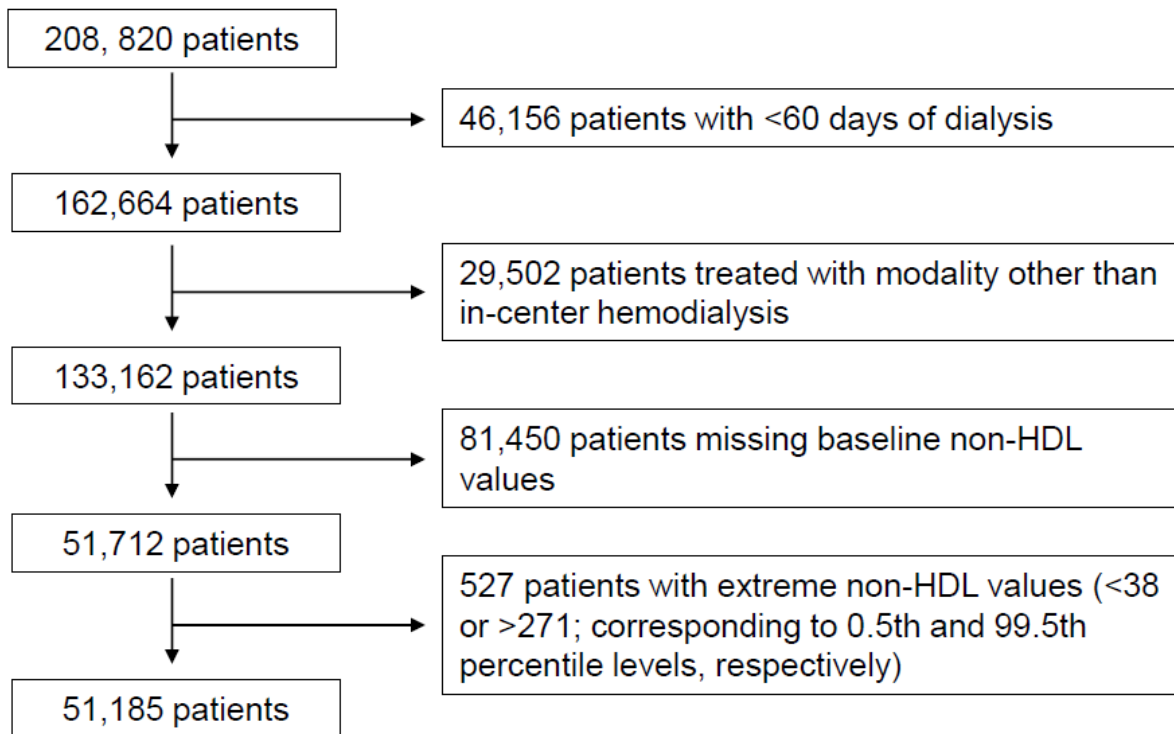 208, 820 patients
46,156 patients with <60 days of dialysis
162,664 patients
29,502 patients treated with modality other than
in-center hemodialysis
133,162 patients
81,450 patients missing baseline non-HDL
values
51,712 patients
527 patients with extreme non-HDL values (<38
or >271; corresponding to 0.5th and 99.5th
percentile levels, respectively)
51,185 patients